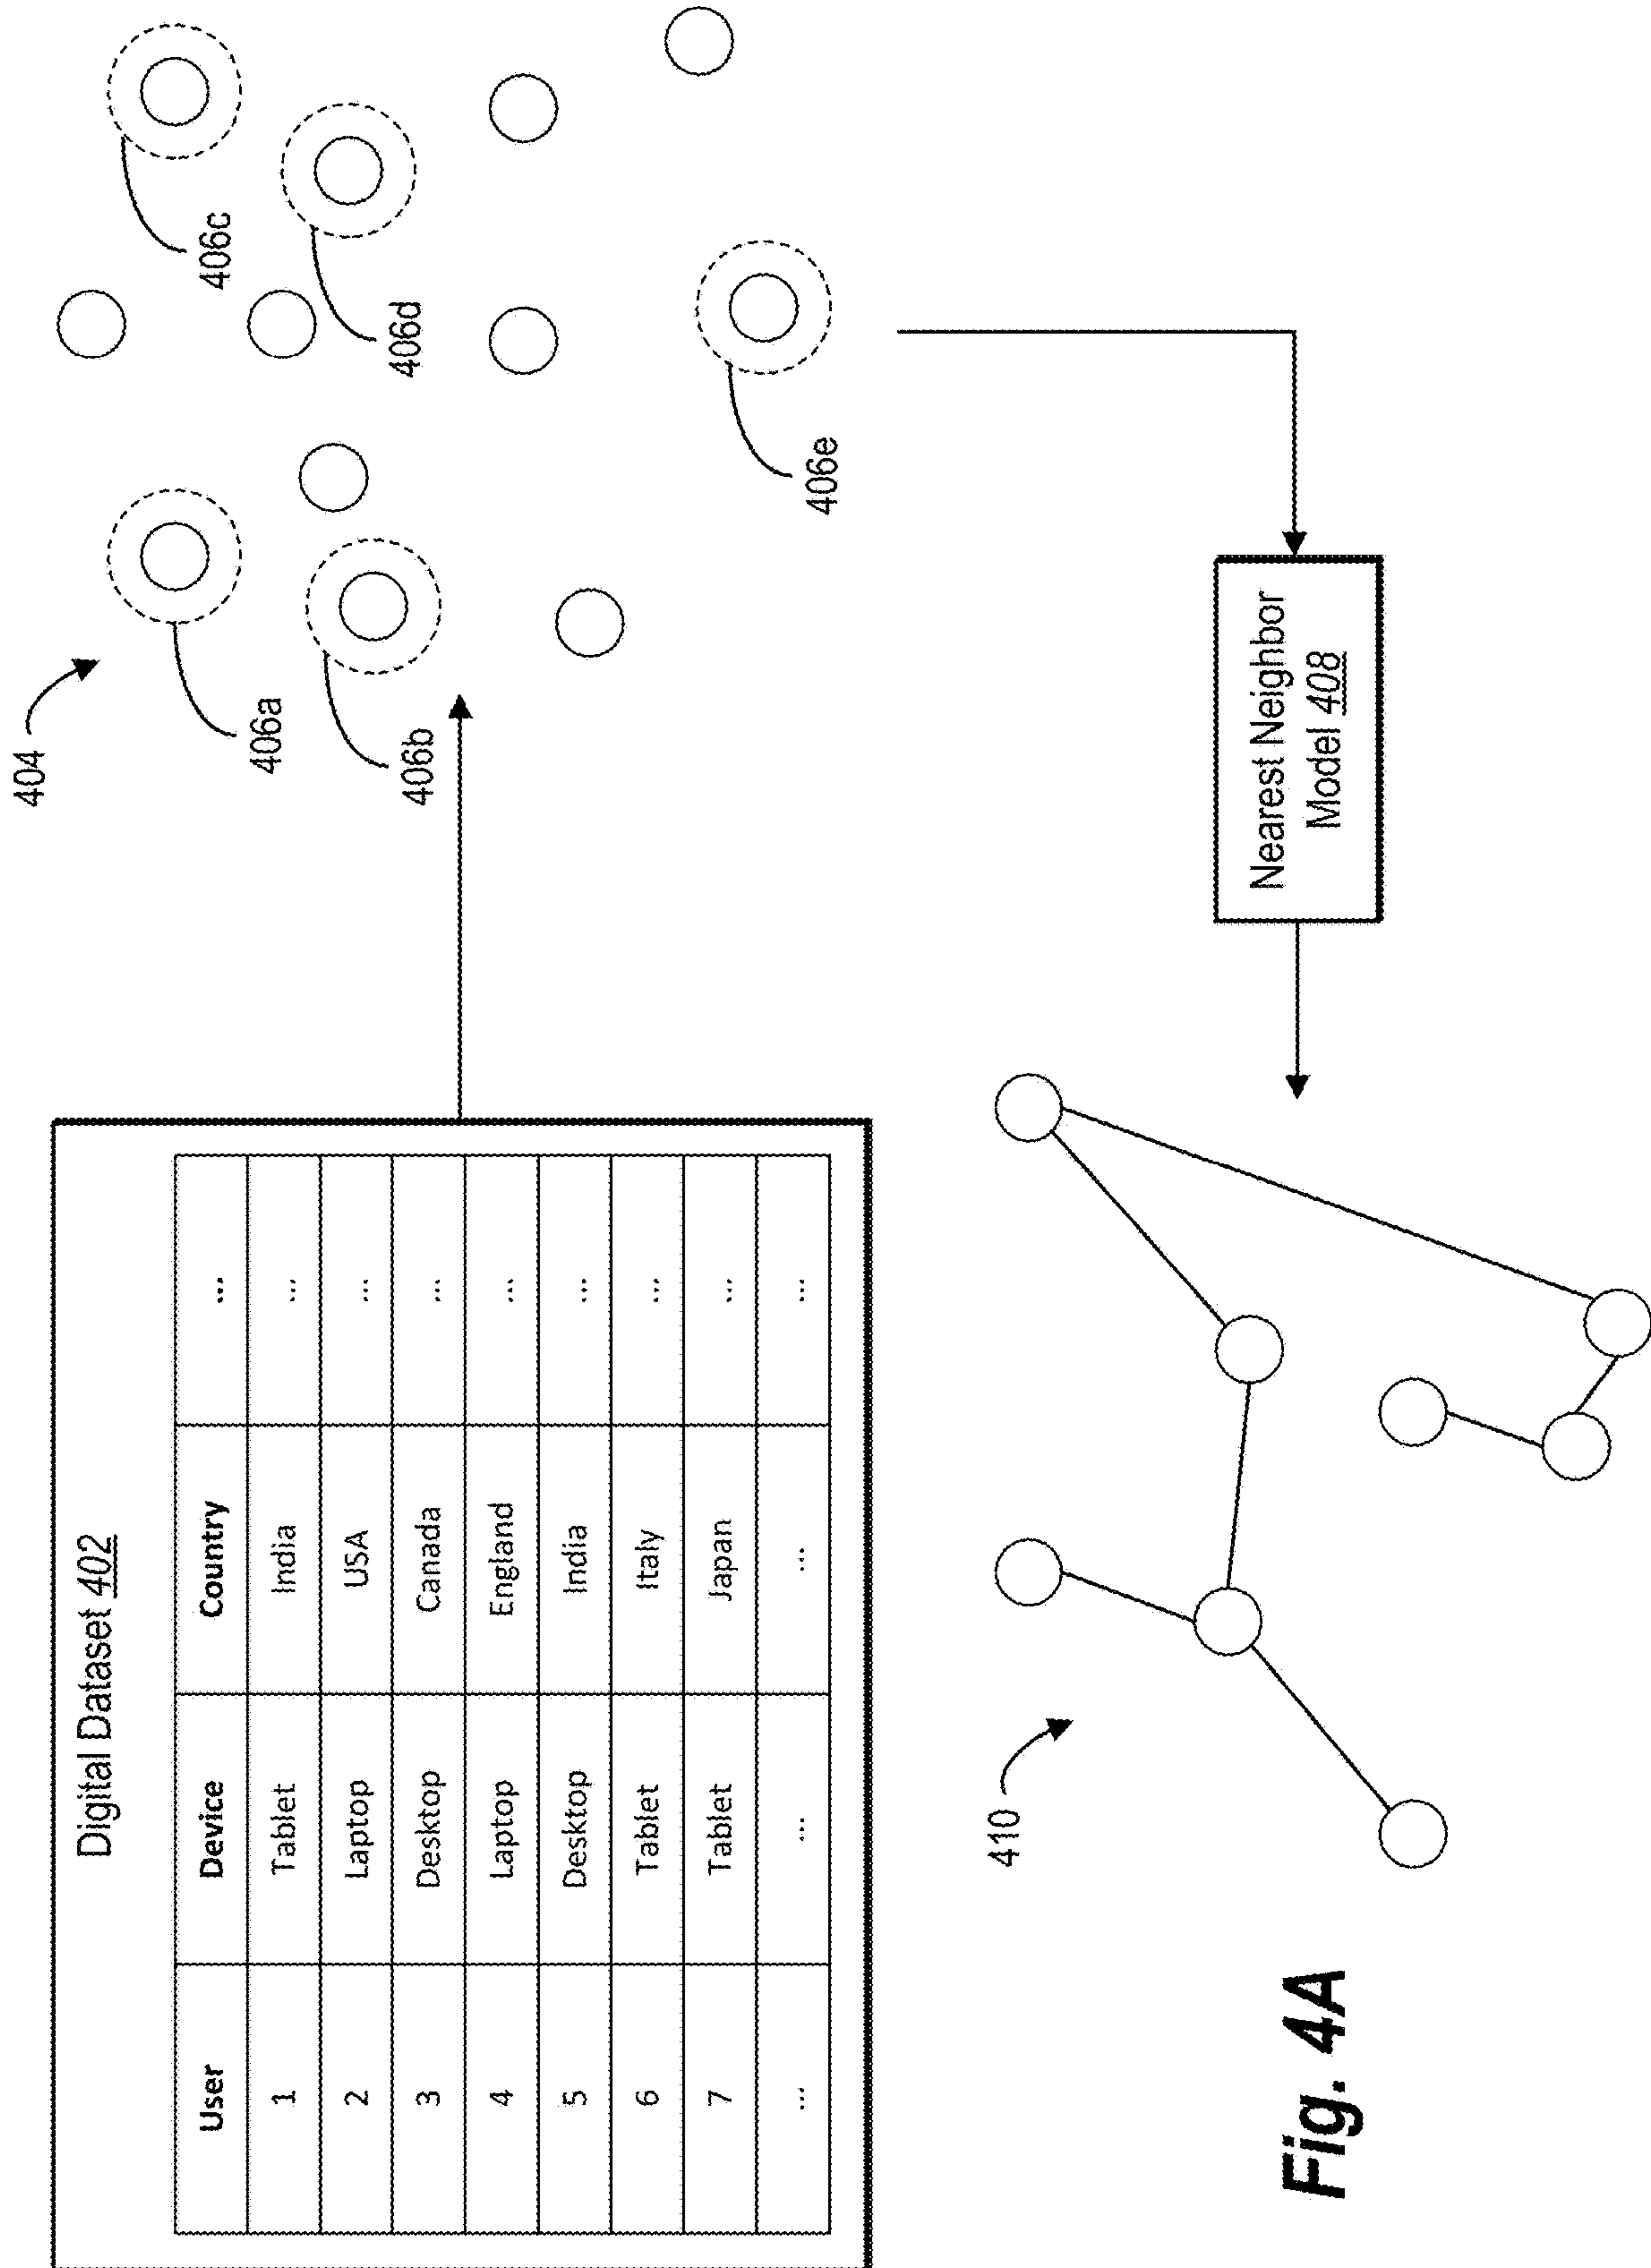 Digital Dataset 402
User Device Country ...
1 Tablet India ...
2 Laptop USA ...
3 Desktop Canada ...
4 Laptop England ...
5 Desktop India ...
6 Tablet Italy ...
7 Tablet Japan ...
... ... ... ...
404
406a
406b
406c
406d
406e
Nearest Neighbor
Model 408
410
Fig. 4A